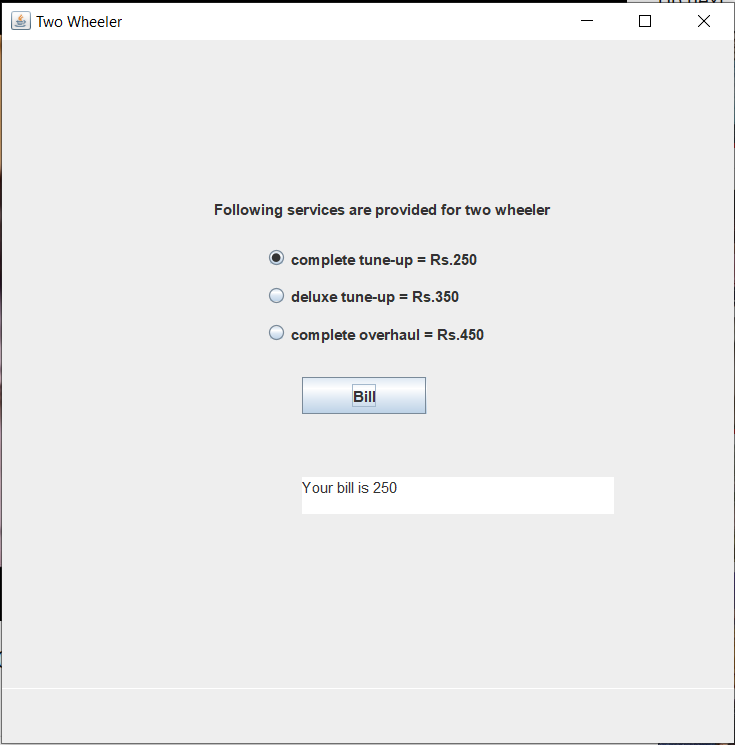 Two Wheeler
Following services are provided for two wheeler
complete tune-up = Rs.250
deluxe tune-up = Rs.350
complete overhaul = Rs.450
Bill
Your bill is 250